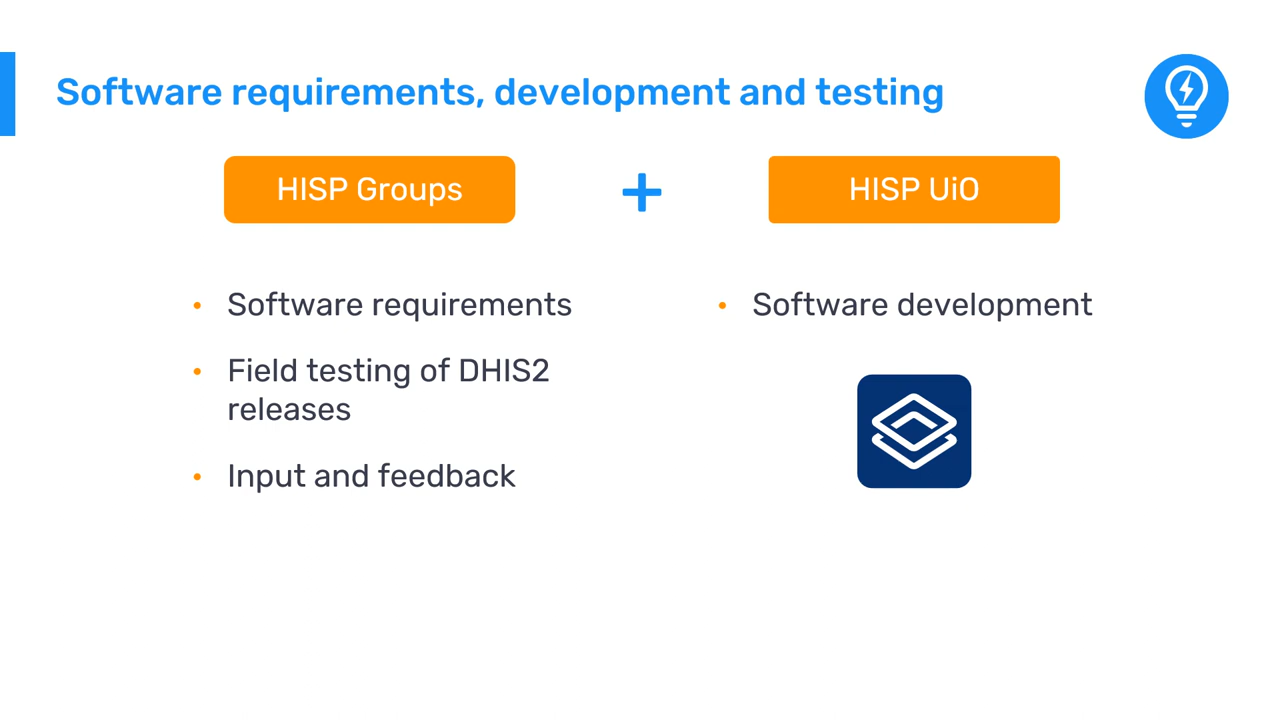 Software requirements, development and testing
HISP Groups
+
HISP UiO
• Software requirements
• Field testing of DHIS2
releases
• Input and feedback
• Software development